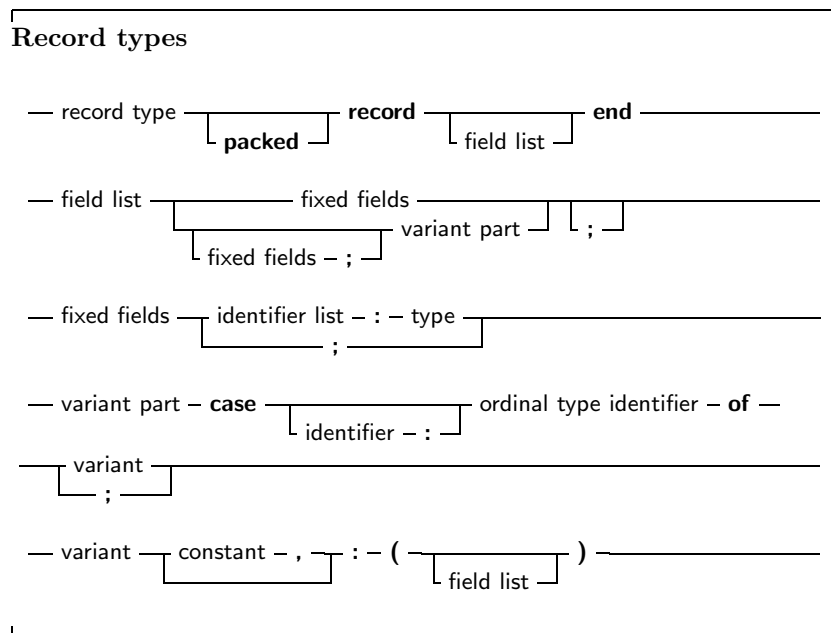 Record types
record type record end
packed field list
field list fixed fields
variant part ;
fixed fields ;
fixed fields identifier list : type
;
variant part case ordinal type identifier of
identifier :
variant
;
variant constant , : ( )
field list